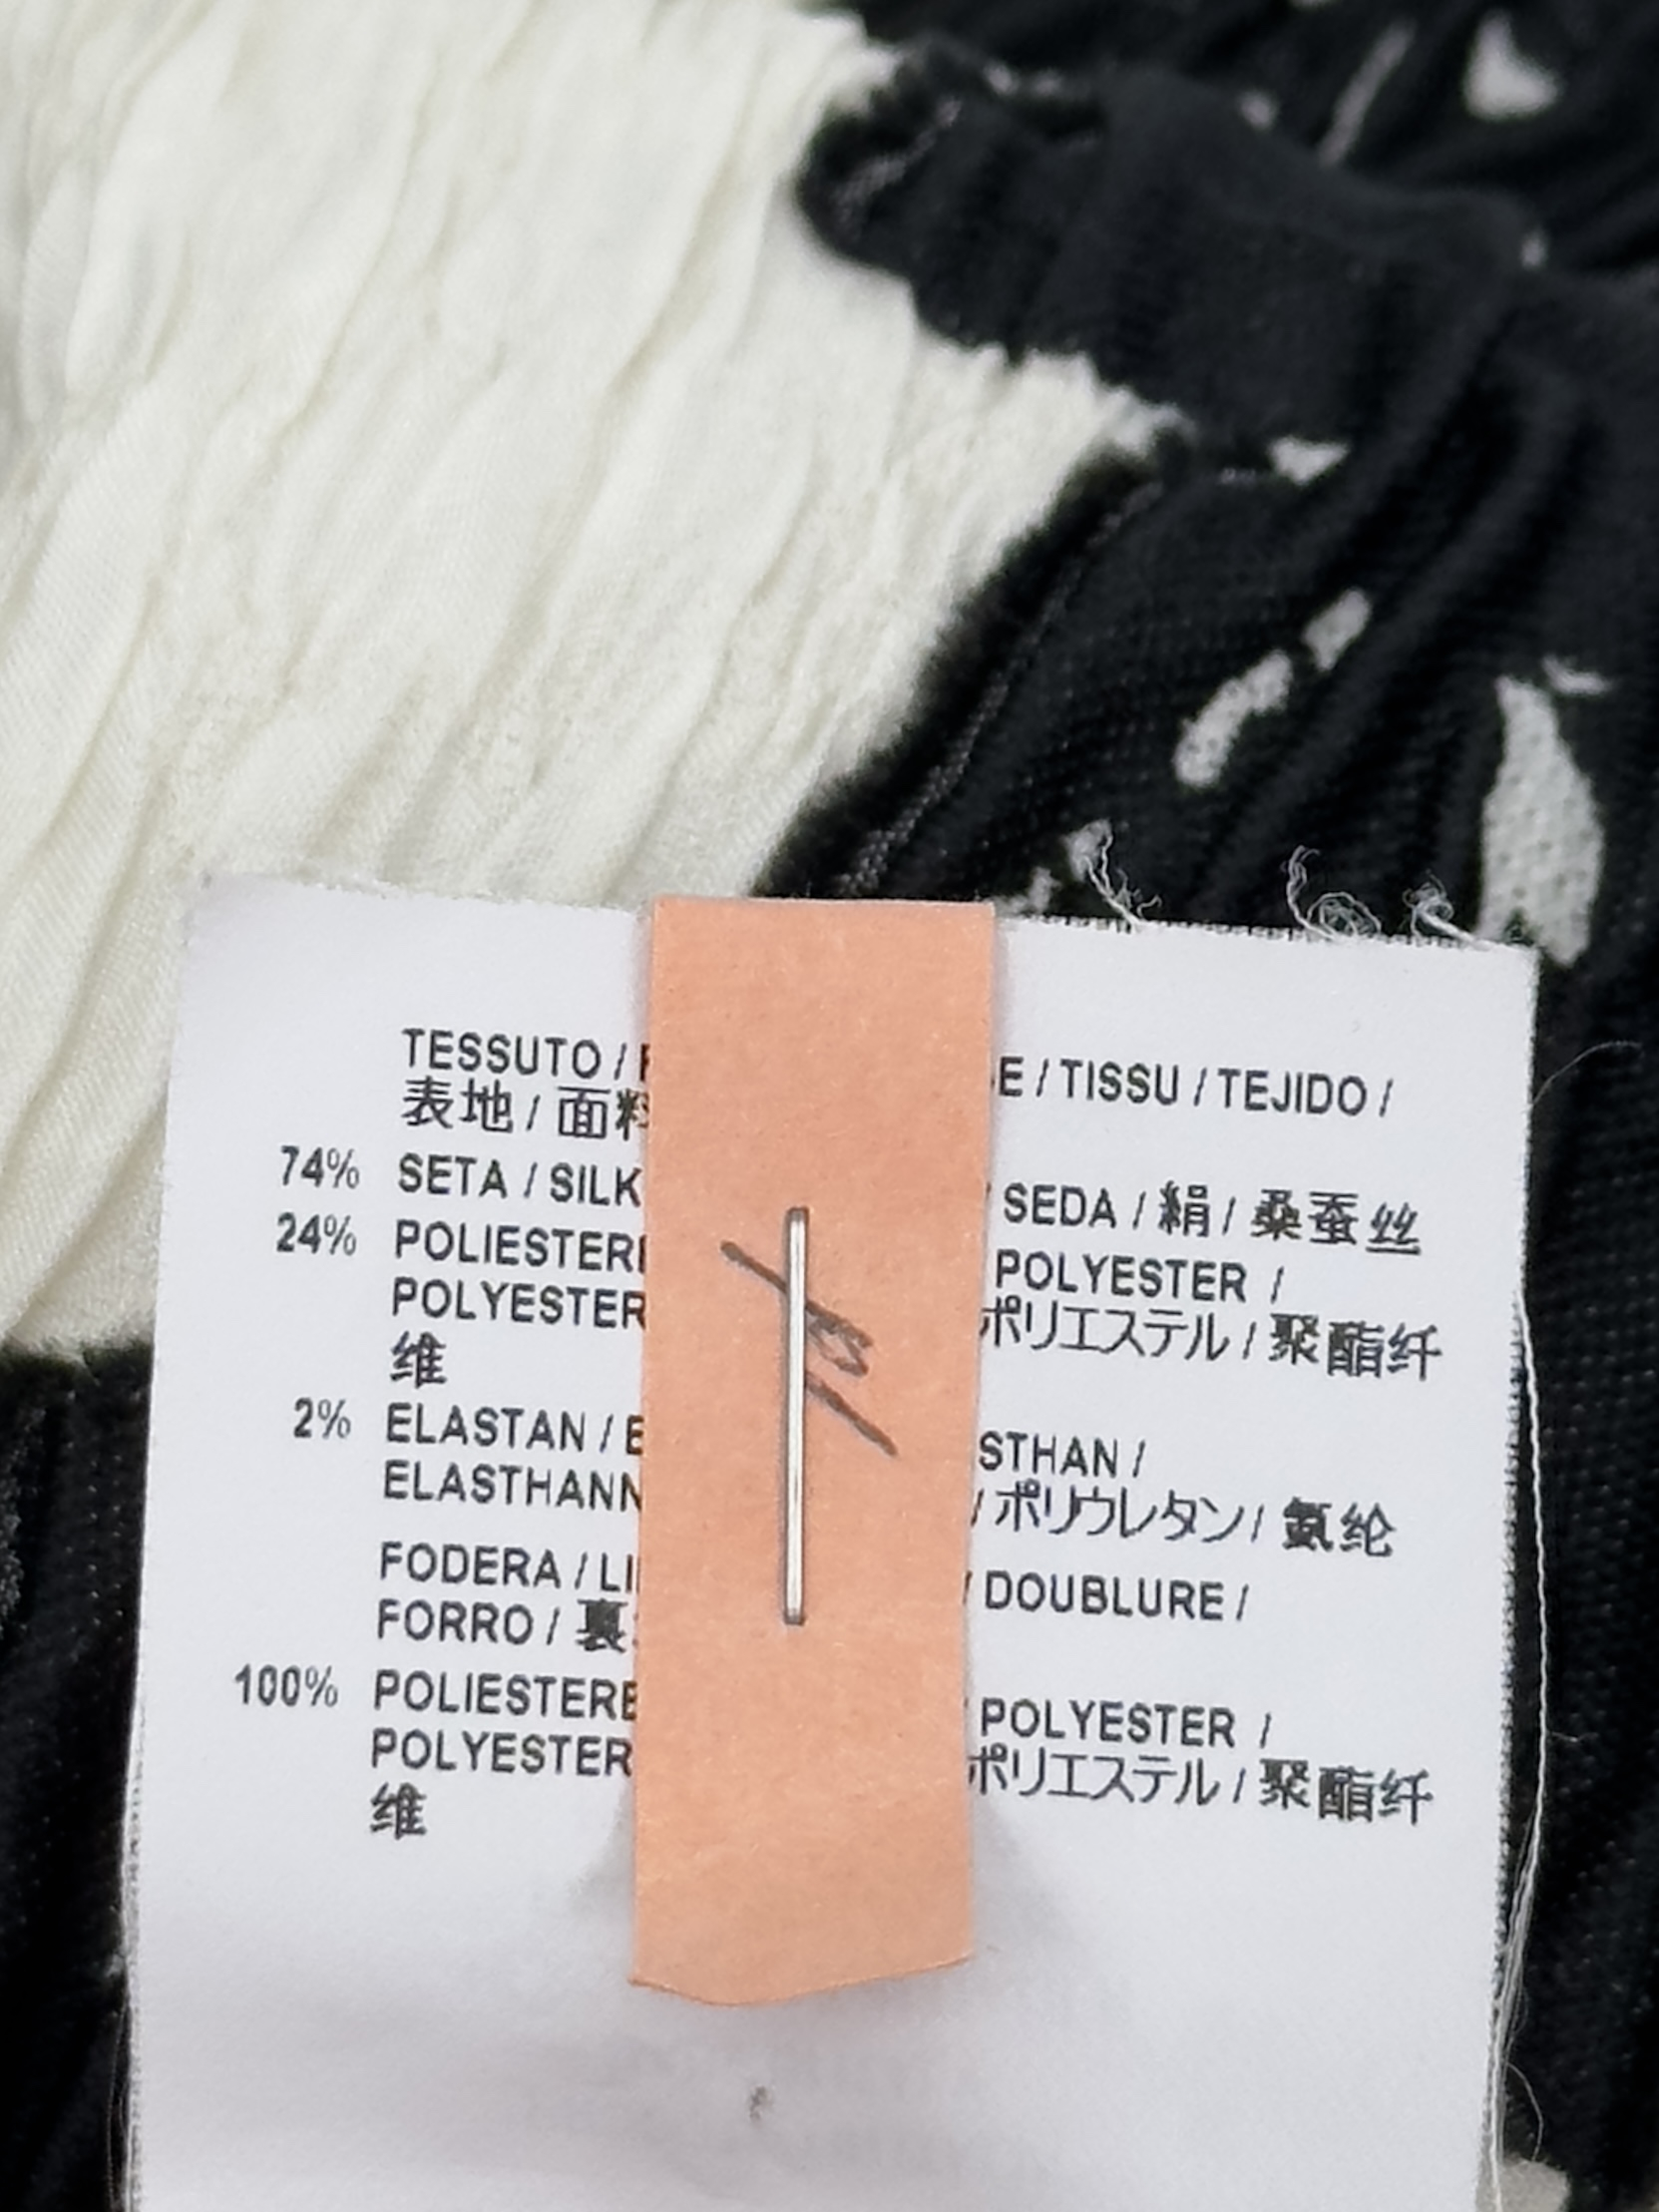 TESSUTO / / TISSU / TEJIDO /
表地 / 面料
74% SETA / SILK / SEDA / 絹 / 桑蚕丝
24% POLIESTERE POLYESTER /
POLYESTER ポリエステル / 聚酯纤
维
2% ELASTAN / STHAN /
ELASTHANN / ポリウレタン / 氨纶
FODERA / LI / DOUBLURE /
FORRO / 裏
100% POLIESTERE / POLYESTER /
POLYESTER ポリエステル / 聚酯纤
维